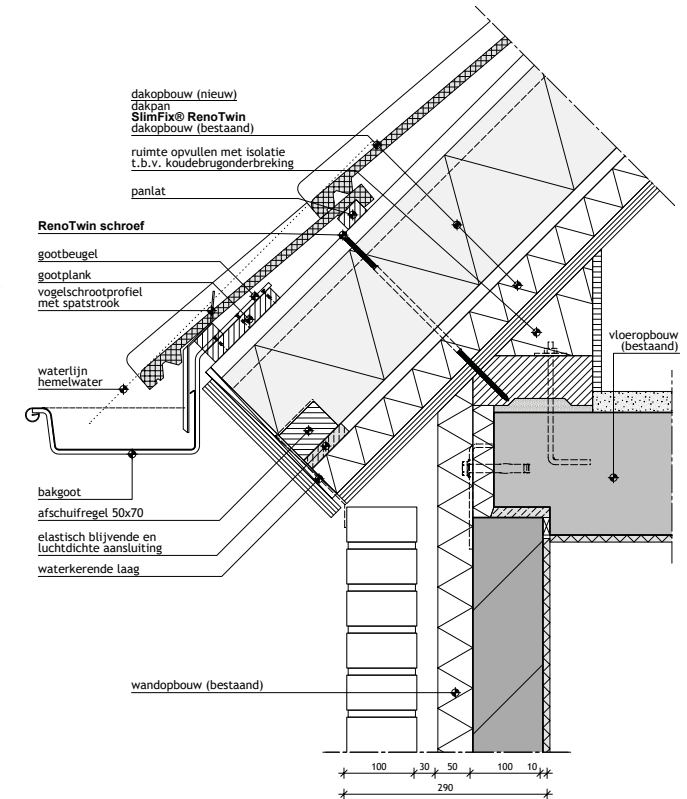 dakopbouw (nieuw)
dakpan
SlimFix® RenoTwin
dakopbouw (bestaand)
ruimte opvullen met isolatie
t.b.v. koudebrugonderbreking
panlat
RenoTwin schroef
gootbeugel
gootplank
vogelschrootprofiel
met spatstrook
vloeropbouw
(bestaand)
waterlijn
hemelwater
bakgoot
afschuifregel 50x70
elastisch blijvende en
luchtdichte aansluiting
waterkerende laag
wandopbouw (bestaand)
100 30 50 100 10
290